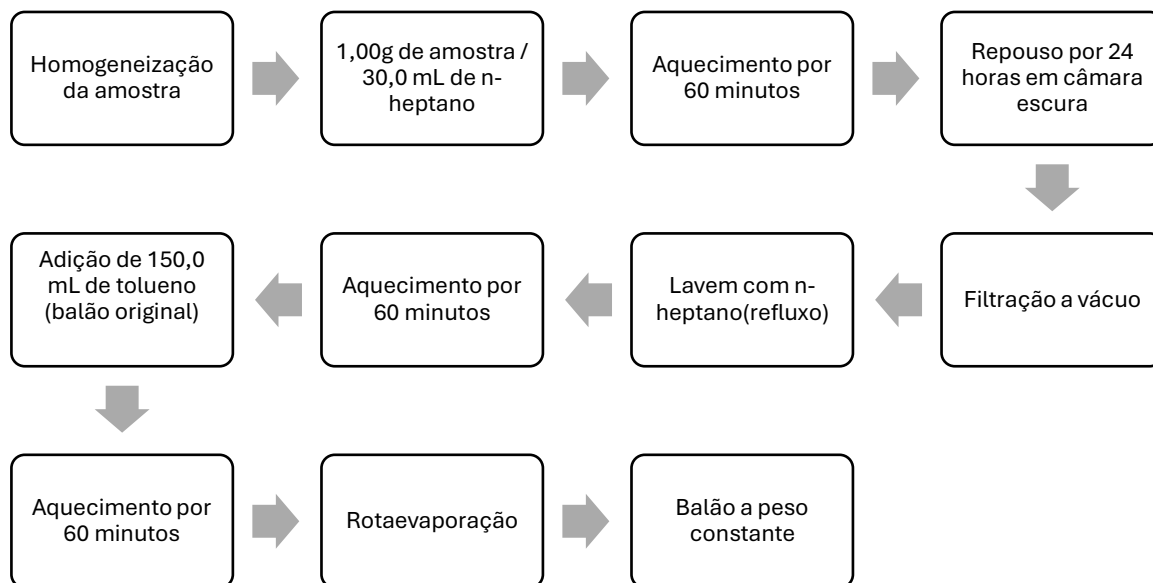 Homogeneização
da amostra
1,00g de amostra /
30,0 mL de n-
heptano
Aquecimento por
60 minutos
Repouso por 24
horas em câmara
escura
Filtração a vácuo
Lavem com n-
heptano(refluxo)
Aquecimento por
60 minutos
Adição de 150,0
mL de tolueno
(balão original)
Aquecimento por
60 minutos
Rotaevaporação
Balão a peso
constante